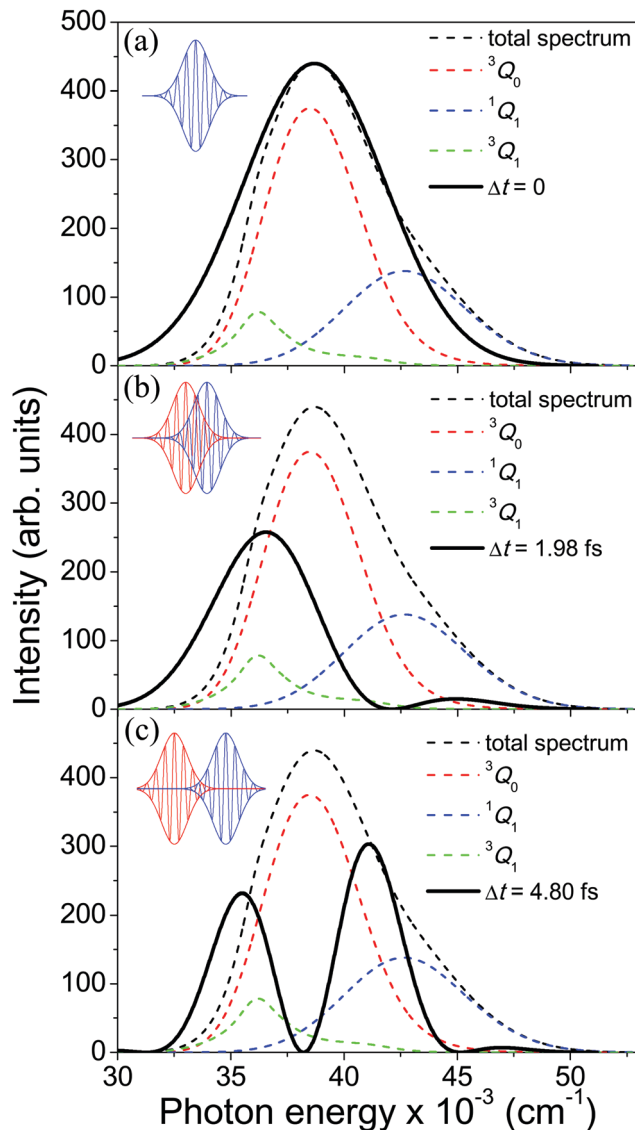 (a)
total spectrum
³Q₀
¹Q₁
³Q₁
Δt = 0
500
400
300
200
100
0
(b)
total spectrum
³Q₀
¹Q₁
³Q₁
Δt = 1.98 fs
400
300
200
100
0
(c)
total spectrum
³Q₀
¹Q₁
³Q₁
Δt = 4.80 fs
400
300
200
100
0
30 35 40 45 50
Intensity (arb. units)
Photon energy x 10⁻³ (cm⁻¹)